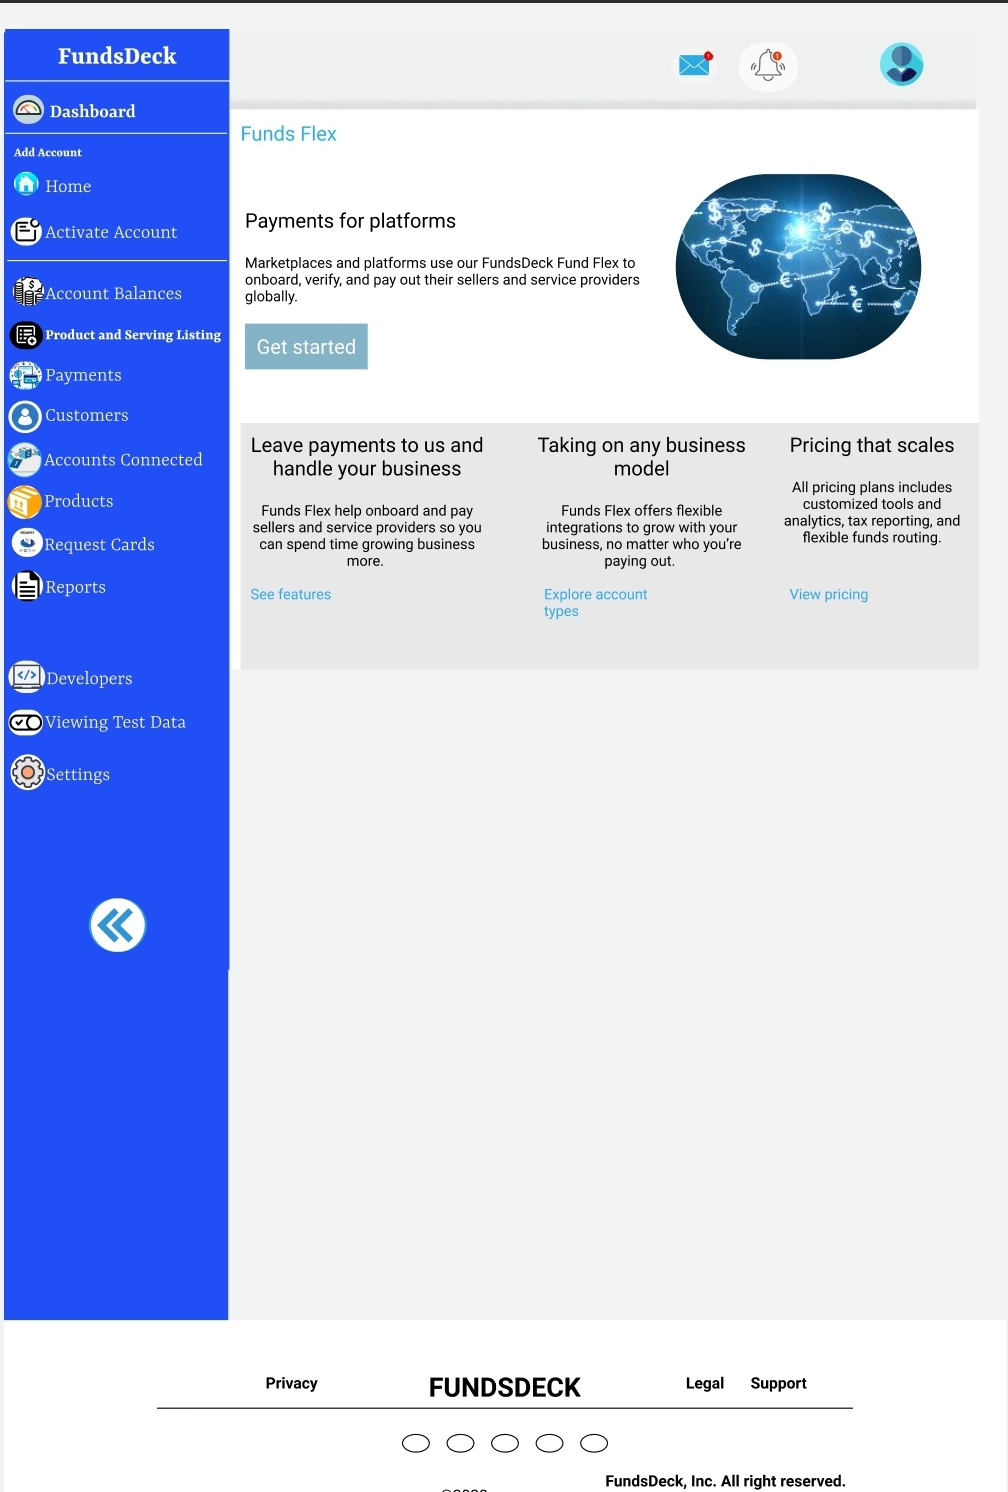 FundsDeck
Dashboard
Add Account
Home
Activate Account
Account Balances
Product and Serving Listing
Payments
Customers
Accounts Connected
Products
Request Cards
Reports
Developers
Viewing Test Data
Settings
Funds Flex
Payments for platforms
Marketplaces and platforms use our FundsDeck Fund Flex to
onboard, verify, and pay out their sellers and service providers
globally.
Get started
Leave payments to us and
handle your business
Funds Flex help onboard and pay
sellers and service providers so you
can spend time growing business
more.
See features
Taking on any business
model
Funds Flex offers flexible
integrations to grow with your
business, no matter who you're
paying out.
Explore account
types
Pricing that scales
All pricing plans includes
customized tools and
analytics, tax reporting, and
flexible funds routing.
View pricing
Privacy
FUNDSDECK
Legal
Support
FundsDeck, Inc. All right reserved.